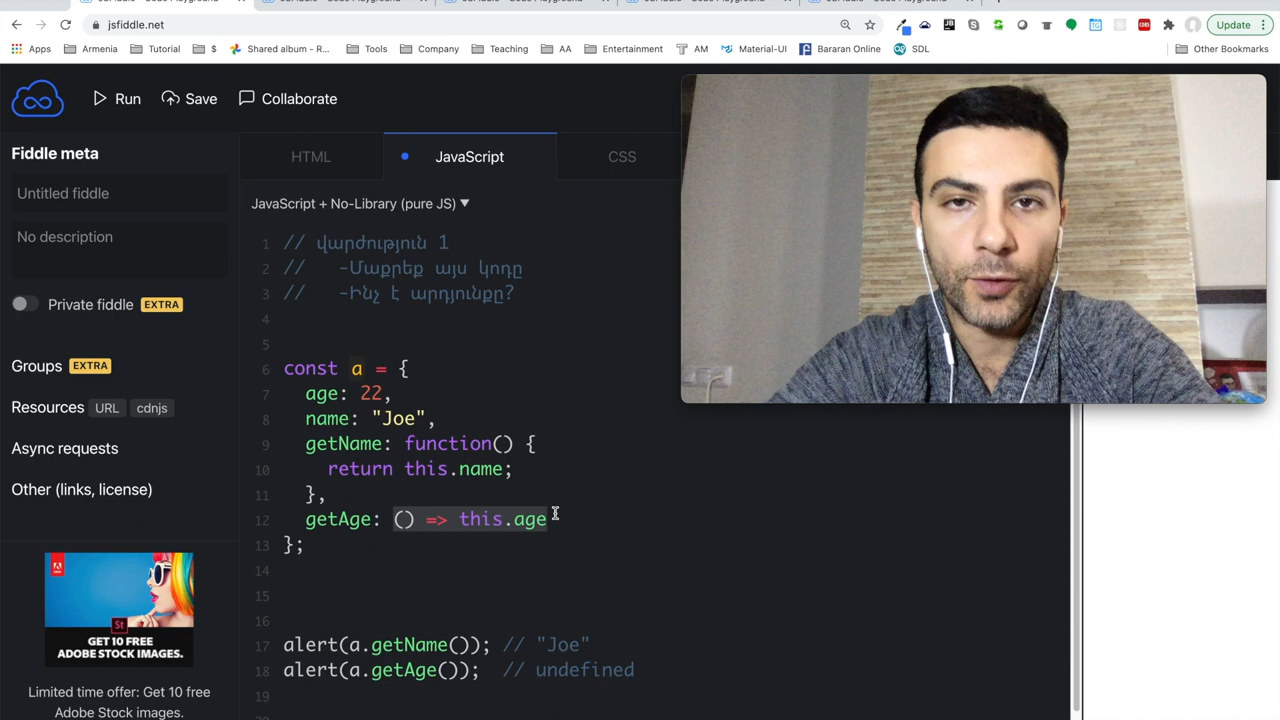 jsfiddle.net
Update
Apps
Armenia
Tutorial
$
Shared album - R...
Tools
Company
Teaching
AA
Entertainment
AM
Material-UI
Bararan Online
SDL
Other Bookmarks
Run
Save
Collaborate
Fiddle meta
Untitled fiddle
No description
Private fiddle EXTRA
Groups EXTRA
Resources URL cdnjs
Async requests
Other (links, license)
GET 10 FREE
ADOBE STOCK IMAGES.
Limited time offer: Get 10 free
Adobe Stock images.
HTML
JavaScript
CSS
JavaScript + No-Library (pure JS) ▼
1 // վարժություն 1
2 // -Մաքրեք այս կոդը
3 // -Ինչ է արդյունքը?
4
5
6 const a = {
7 age: 22,
8 name: "Joe",
9 getName: function() {
10 return this.name;
11 },
12 getAge: () => this.age
13 };
14
15
16
17 alert(a.getName()); // "Joe"
18 alert(a.getAge()); // undefined
19